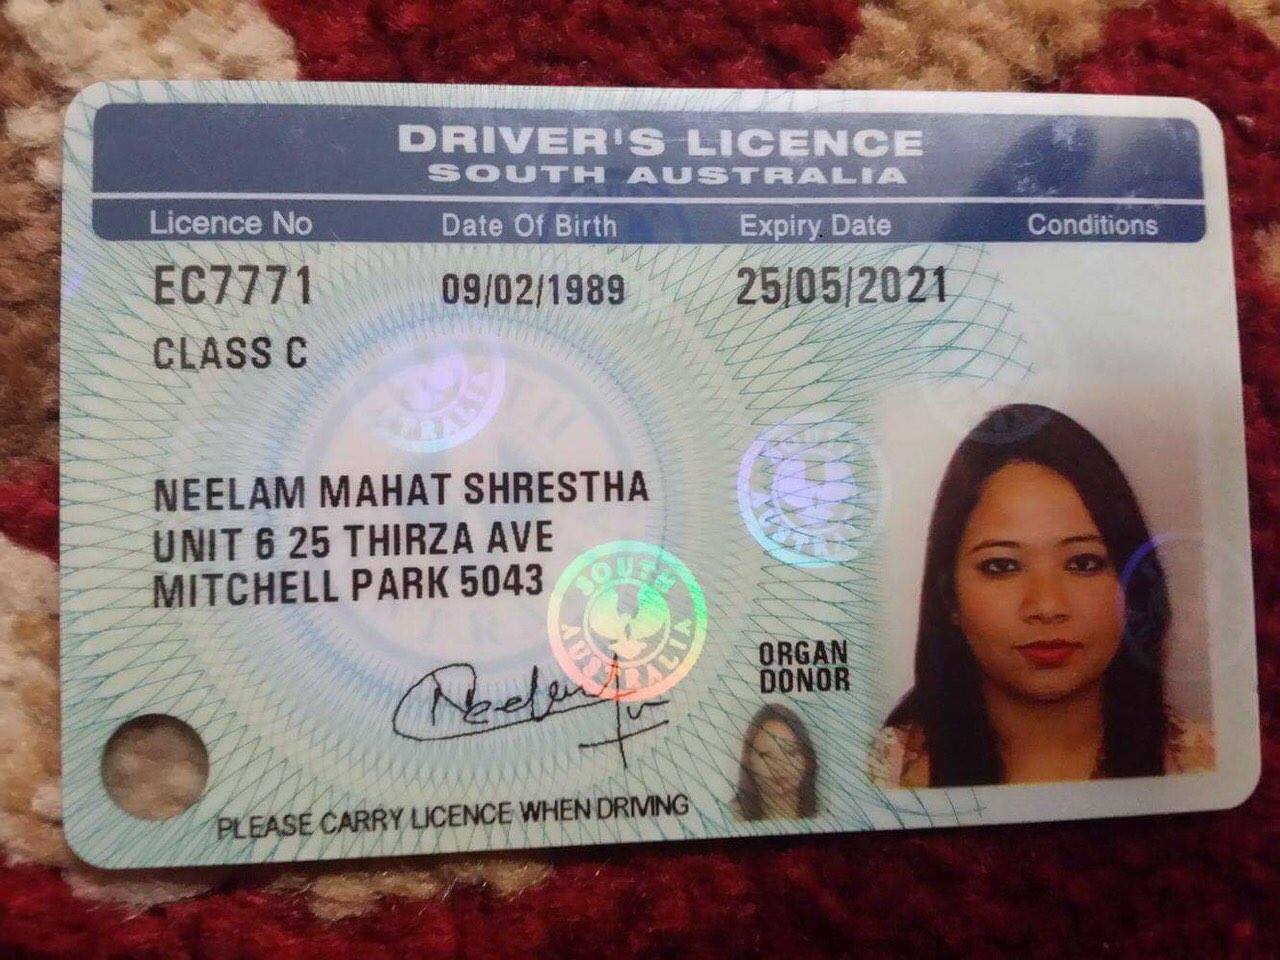 DRIVER'S LICENCE
SOUTH AUSTRALIA
Licence No Date Of Birth Expiry Date Conditions
EC7771 09/02/1989 25/05/2021
CLASS C
NEELAM MAHAT SHRESTHA
UNIT 6 25 THIRZA AVE
MITCHELL PARK 5043
SOUTH AUSTRALIA
ORGAN
DONOR
Neelam
PLEASE CARRY LICENCE WHEN DRIVING